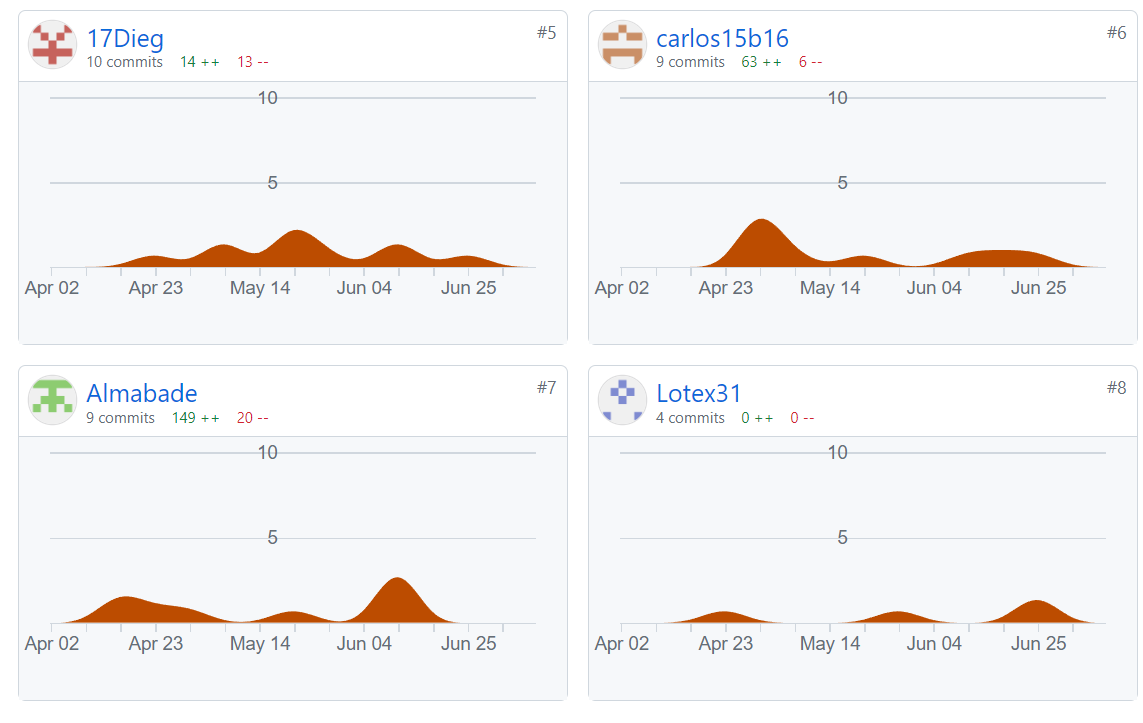 17Dieg #5
10 commits 14 ++ 13 --
10
5
Apr 02 Apr 23 May 14 Jun 04 Jun 25
carlos15b16 #6
9 commits 63 ++ 6 --
10
5
Apr 02 Apr 23 May 14 Jun 04 Jun 25
Almabade #7
9 commits 149 ++ 20 --
10
5
Apr 02 Apr 23 May 14 Jun 04 Jun 25
Lotex31 #8
4 commits 0 ++ 0 --
10
5
Apr 02 Apr 23 May 14 Jun 04 Jun 25